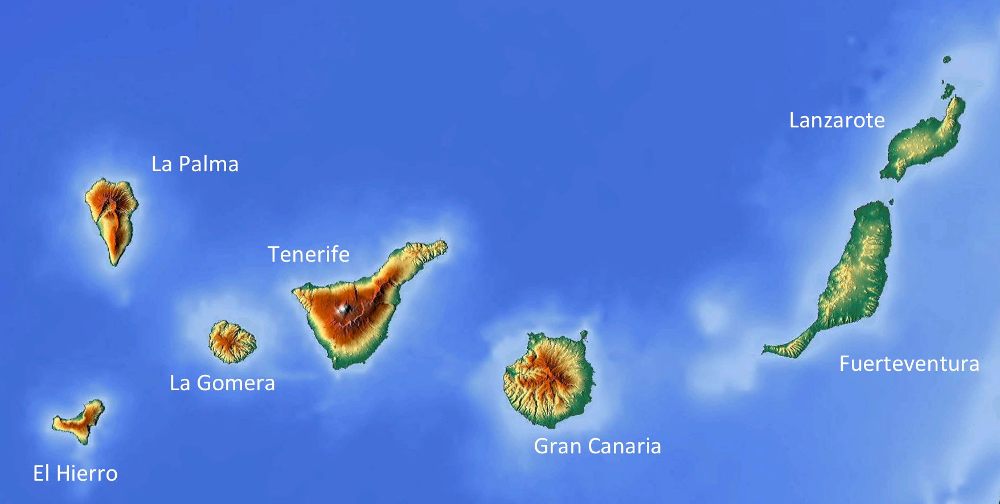 Lanzarote
La Palma
Tenerife
Fuerteventura
La Gomera
Gran Canaria
El Hierro